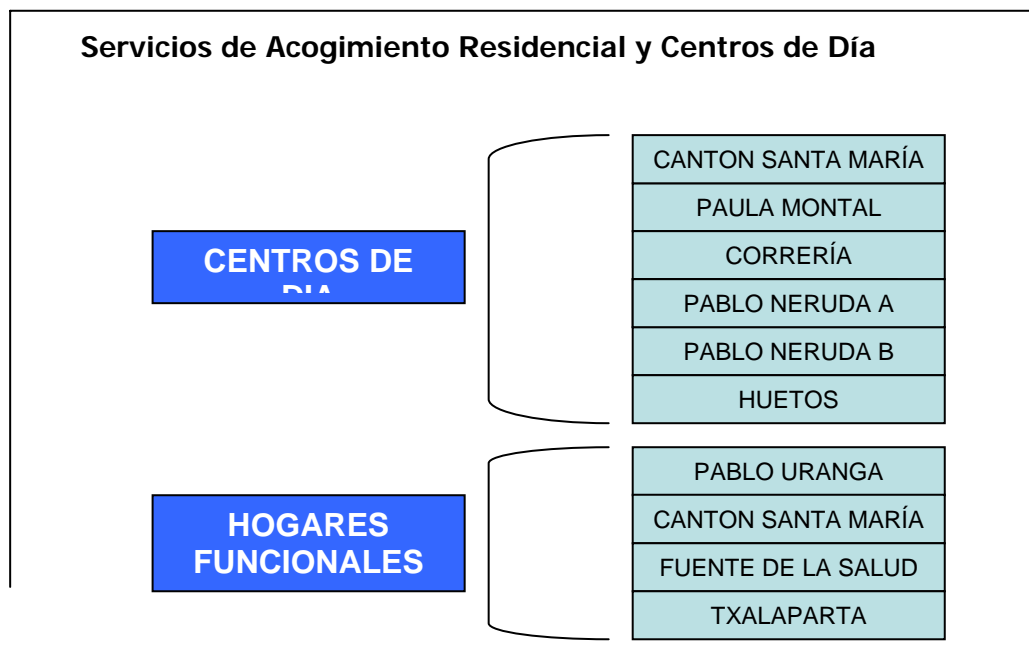 Servicios de Acogimiento Residencial y Centros de Día
CENTROS DE
DIA
CANTON SANTA MARÍA
PAULA MONTAL
CORRERÍA
PABLO NERUDA A
PABLO NERUDA B
HUETOS
HOGARES
FUNCIONALES
PABLO URANGA
CANTON SANTA MARÍA
FUENTE DE LA SALUD
TXALAPARTA